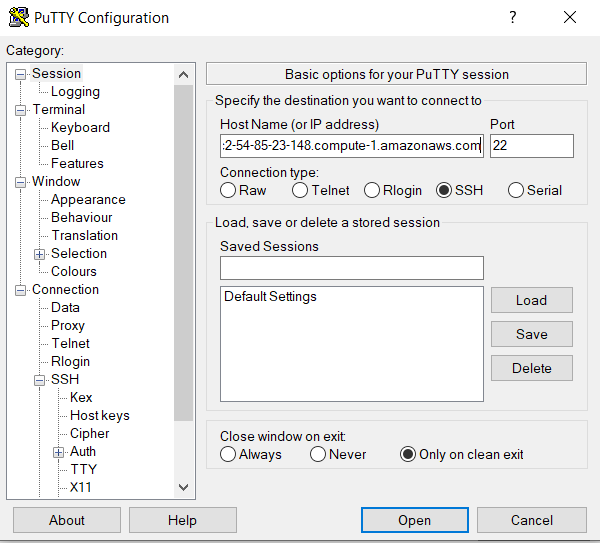 PuTTY Configuration
?
Category:
Session
Logging
Terminal
Keyboard
Bell
Features
Window
Appearance
Behaviour
Translation
Selection
Colours
Connection
Data
Proxy
Telnet
Rlogin
SSH
Kex
Host keys
Cipher
Auth
TTY
X11
Basic options for your PuTTY session
Specify the destination you want to connect to
Host Name (or IP address) Port
:2-54-85-23-148.compute-1.amazonaws.com 22
Connection type:
Raw Telnet Rlogin SSH Serial
Load, save or delete a stored session
Saved Sessions
Default Settings
Load
Save
Delete
Close window on exit:
Always Never Only on clean exit
About Help Open Cancel